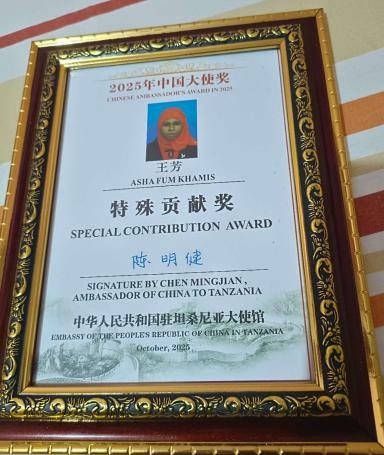 2025年中国大使奖
CHINESE AMBASSADOR'S AWARD IN 2025
王芳
ASHA FUM KHAMIS
特殊贡献奖
SPECIAL CONTRIBUTION AWARD
陈明健
SIGNATURE BY CHEN MINGJIAN,
AMBASSADOR OF CHINA TO TANZANIA
中华人民共和国驻坦桑尼亚大使馆
EMBASSY OF THE PEOPLE'S REPUBLIC OF CHINA IN TANZANIA
October, 2025